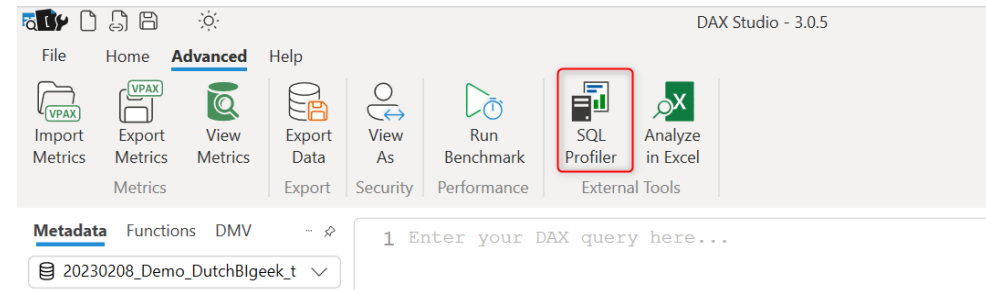 DAX Studio - 3.0.5
File Home Advanced Help
VPAX VPAX
Import Metrics Export Metrics View Metrics Export Data View As Run Benchmark SQL Profiler Analyze in Excel
Metrics Export Security Performance External Tools
Metadata Functions DMV ...
1 Enter your DAX query here...
20230208_Demo_DutchBIgeek_t